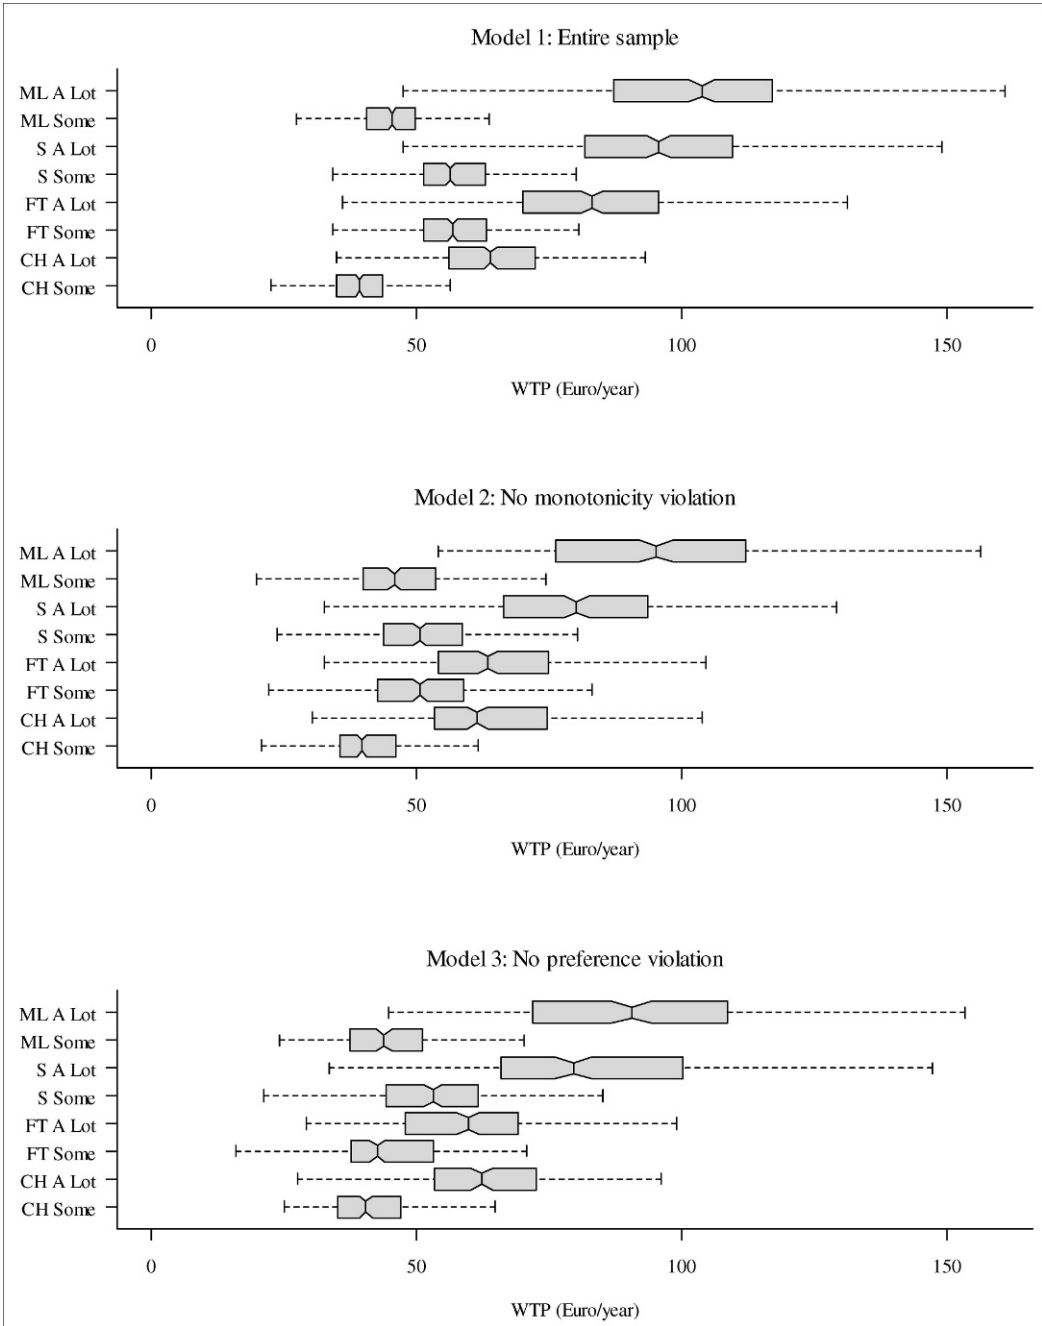 Model 1: Entire sample
ML A Lot
ML Some
S A Lot
S Some
FT A Lot
FT Some
CH A Lot
CH Some
0 50 100 150
WTP (Euro/year)
Model 2: No monotonicity violation
ML A Lot
ML Some
S A Lot
S Some
FT A Lot
FT Some
CH A Lot
CH Some
0 50 100 150
WTP (Euro/year)
Model 3: No preference violation
ML A Lot
ML Some
S A Lot
S Some
FT A Lot
FT Some
CH A Lot
CH Some
0 50 100 150
WTP (Euro/year)